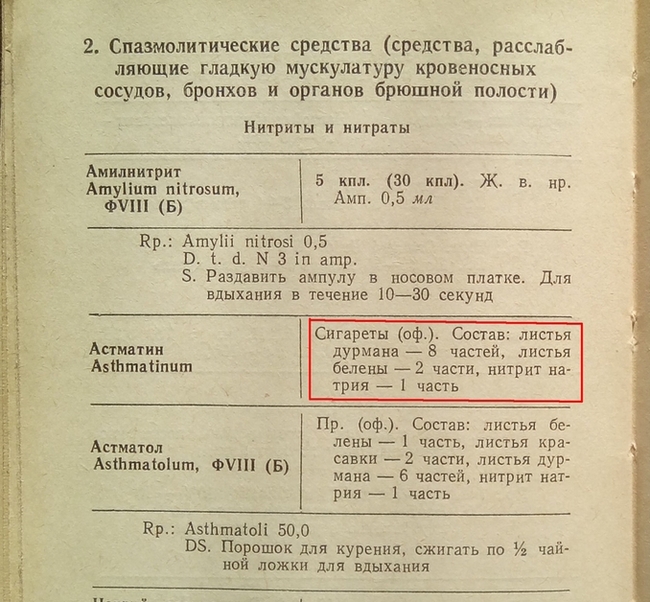 2. Спазмолитические средства (средства, расслаб-
ляющие гладкую мускулатуру кровеносных
сосудов, бронхов и органов брюшной полости)
Нитриты и нитраты
Амилнитрит
Amylium nitrosum,
ФVIII (Б)
5 кпл. (30 кпл). Ж. в. нр.
Амп. 0,5 мл
Rp.: Amylii nitrosi 0,5
D. t. d. N 3 in amp.
S. Раздавить ампулу в носовом платке. Для
вдыхания в течение 10—30 секунд
Астматин
Asthmatinum
Сигареты (оф.). Состав: листья
дурмана — 8 частей, листья
белены — 2 части, нитрит на-
трия — 1 часть
Астматол
Asthmatolum, ФVIII (Б)
Пр. (оф.). Состав: листья бе-
лены — 1 часть, листья кра-
савки — 2 части, листья дур-
мана — 6 частей, нитрит нат-
рия — 1 часть
Rp.: Asthmatoli 50,0
DS. Порошок для курения, сжигать по ½ чай-
ной ложки для вдыхания